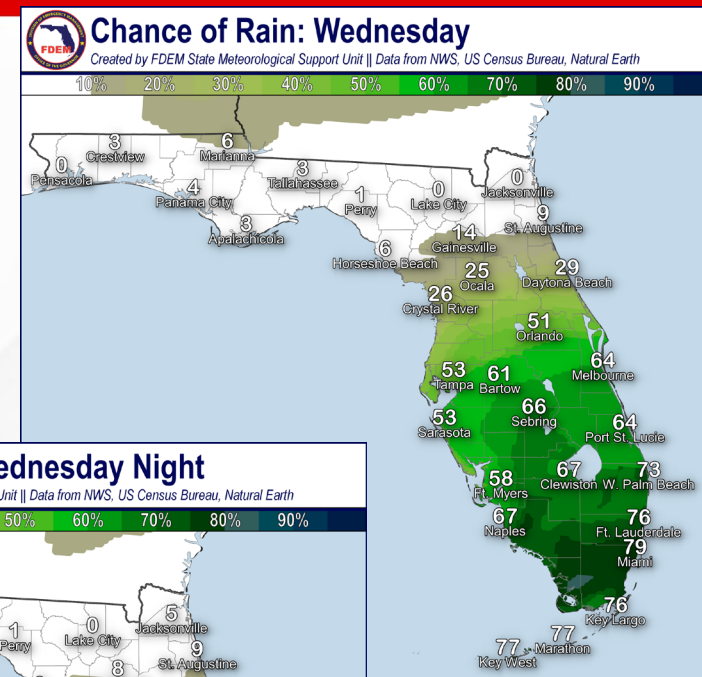 FDEM
Chance of Rain: Wednesday
Created by FDEM State Meteorological Support Unit || Data from NWS, US Census Bureau, Natural Earth
10% 20% 30% 40% 50% 60% 70% 80% 90%
0
Pensacola
3
Crestview
6
Marianna
4
Panama City
3
Apalachicola
3
Tallahassee
1
Perry
0
Lake City
0
Jacksonville
9
St. Augustine
6
Horseshoe Beach
14
Gainesville
25
Ocala
29
Daytona Beach
26
Crystal River
51
Orlando
64
Melbourne
53
Tampa
61
Bartow
66
Sebring
53
Sarasota
64
Port St. Lucie
58
Ft. Myers
67
Clewiston
73
W. Palm Beach
67
Naples
76
Ft. Lauderdale
79
Miami
76
Key Largo
77
Marathon
77
Key West
ednesday Night
Unit || Data from NWS, US Census Bureau, Natural Earth
50% 60% 70% 80% 90%
1
Perry
0
Lake City
5
Jacksonville
9
St. Augustine
8